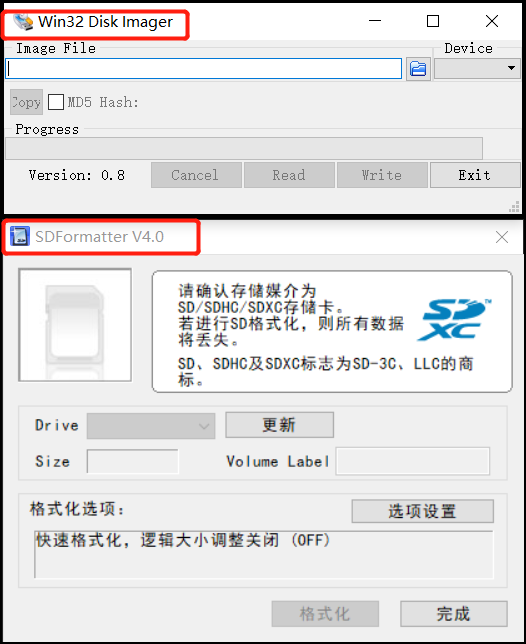 Win32 Disk Imager
Image File
Device
Copy
MD5 Hash:
Progress
Version: 0.8
Cancel
Read
Write
Exit
SDFormatter V4.0
请确认存储媒介为
SD/SDHC/SDXC存储卡。
若进行SD格式化，则所有数据
将丢失。
SD、SDHC及SDXC标志为SD-3C、LLC的商
标。
SD
XC
TM
Drive
更新
Size
Volume Label
格式化选项：
选项设置
快速格式化，逻辑大小调整关闭 (OFF)
格式化
完成